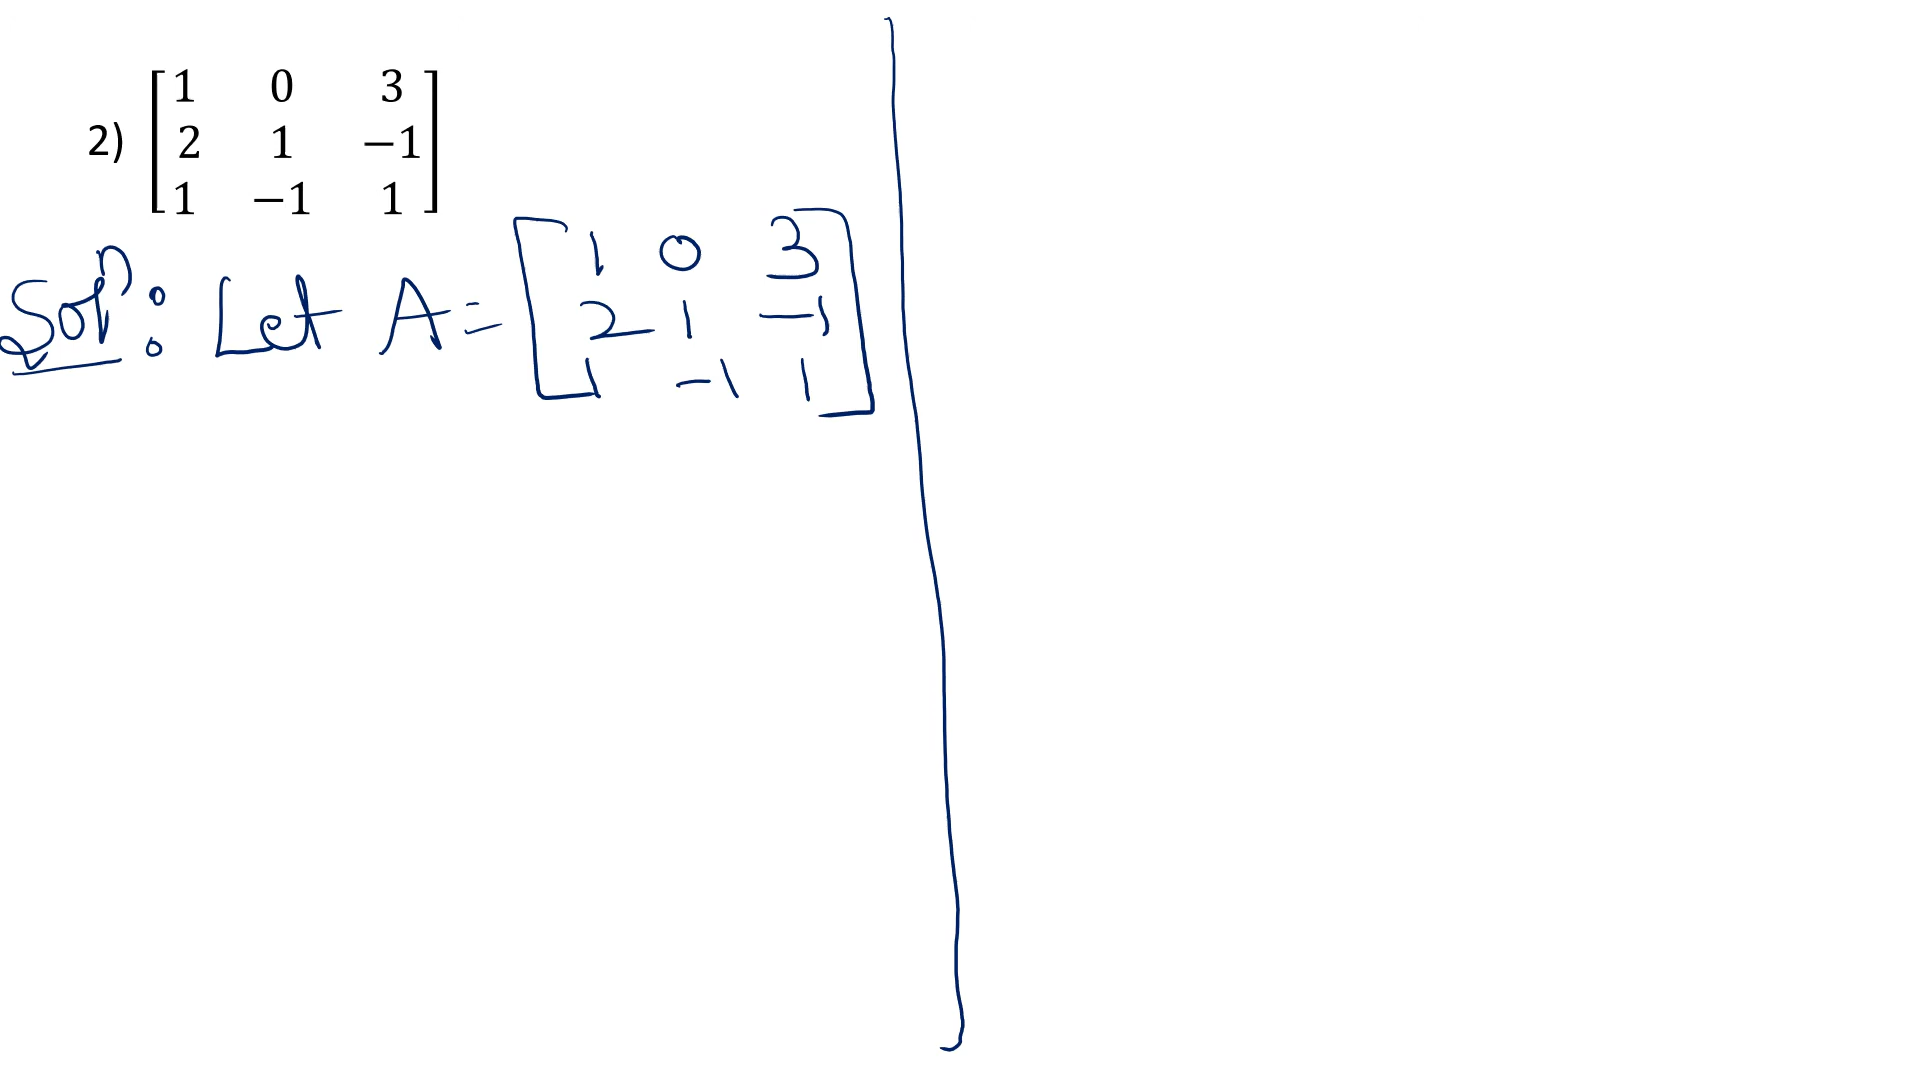 2) [1 0 3
2 1 −1
1 −1 1]
Solⁿ: Let A = [1 0 3
2 1 −1
1 −1 1]